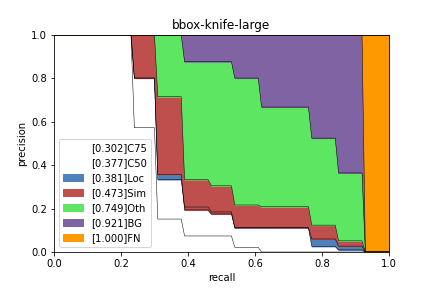 bbox-knife-large
1.0
0.8
0.6
0.4
0.2
0.0
precision
[0.302]C75
[0.377]C50
[0.381]Loc
[0.473]Sim
[0.749]Oth
[0.921]BG
[1.000]FN
0.0 0.2 0.4 0.6 0.8 1.0
recall